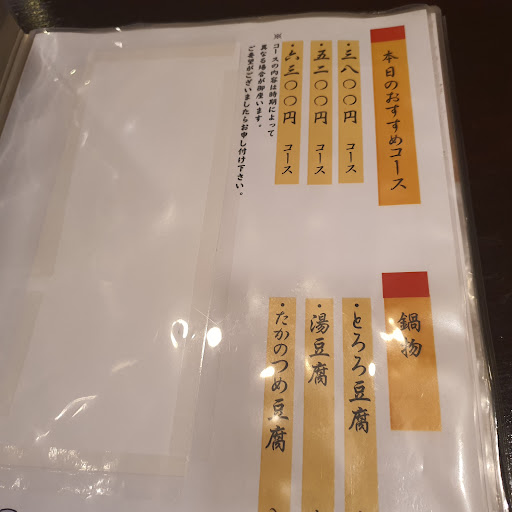 本日のおすすめコース
・三八〇〇円 コース
・五二〇〇円 コース
・六三〇〇円 コース
※ コースの内容は時期によって
異なる場合が御座います。
ご希望がございましたらお申し付け下さい。
鍋物
・とろろ豆腐
・湯豆腐
・たかのつめ豆腐